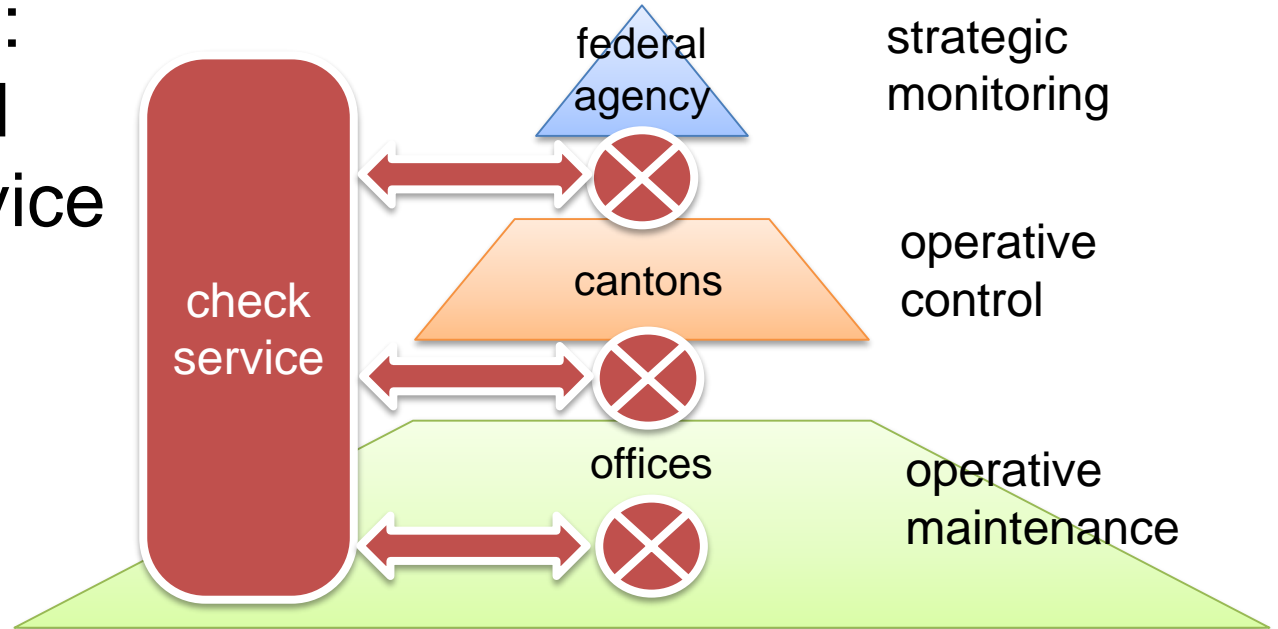 :
federal
agency
strategic
monitoring
cantons
operative
control
check
service
offices
operative
maintenance